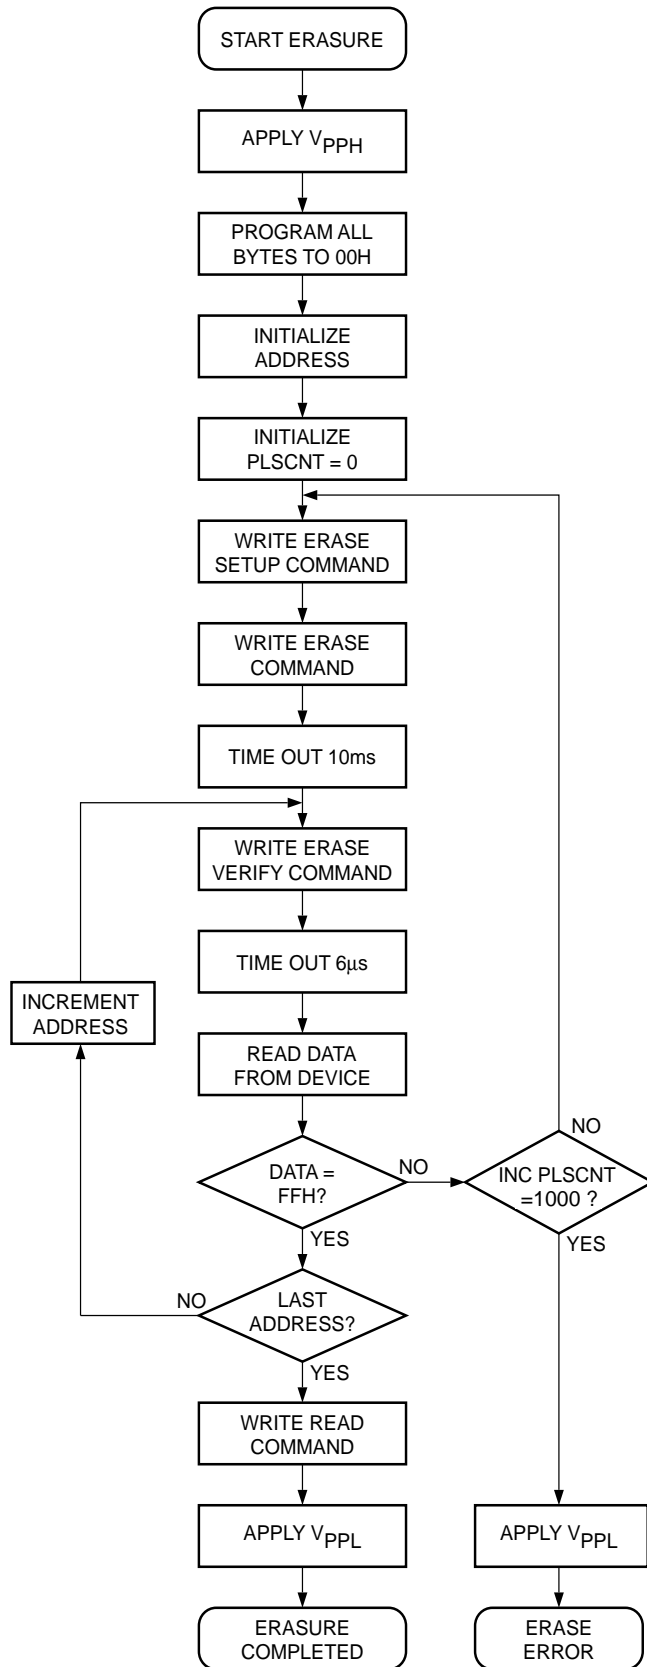 START ERASURE
APPLY VPPH
PROGRAM ALL
BYTES TO 00H
INITIALIZE
ADDRESS
INITIALIZE
PLSCNT = 0
WRITE ERASE
SETUP COMMAND
WRITE ERASE
COMMAND
TIME OUT 10ms
WRITE ERASE
VERIFY COMMAND
TIME OUT 6µs
INCREMENT
ADDRESS
READ DATA
FROM DEVICE
DATA =
FFH?
NO
YES
INC PLSCNT
=1000 ?
NO
YES
LAST
ADDRESS?
NO
YES
WRITE READ
COMMAND
APPLY VPPL
ERASURE
COMPLETED
APPLY VPPL
ERASE
ERROR